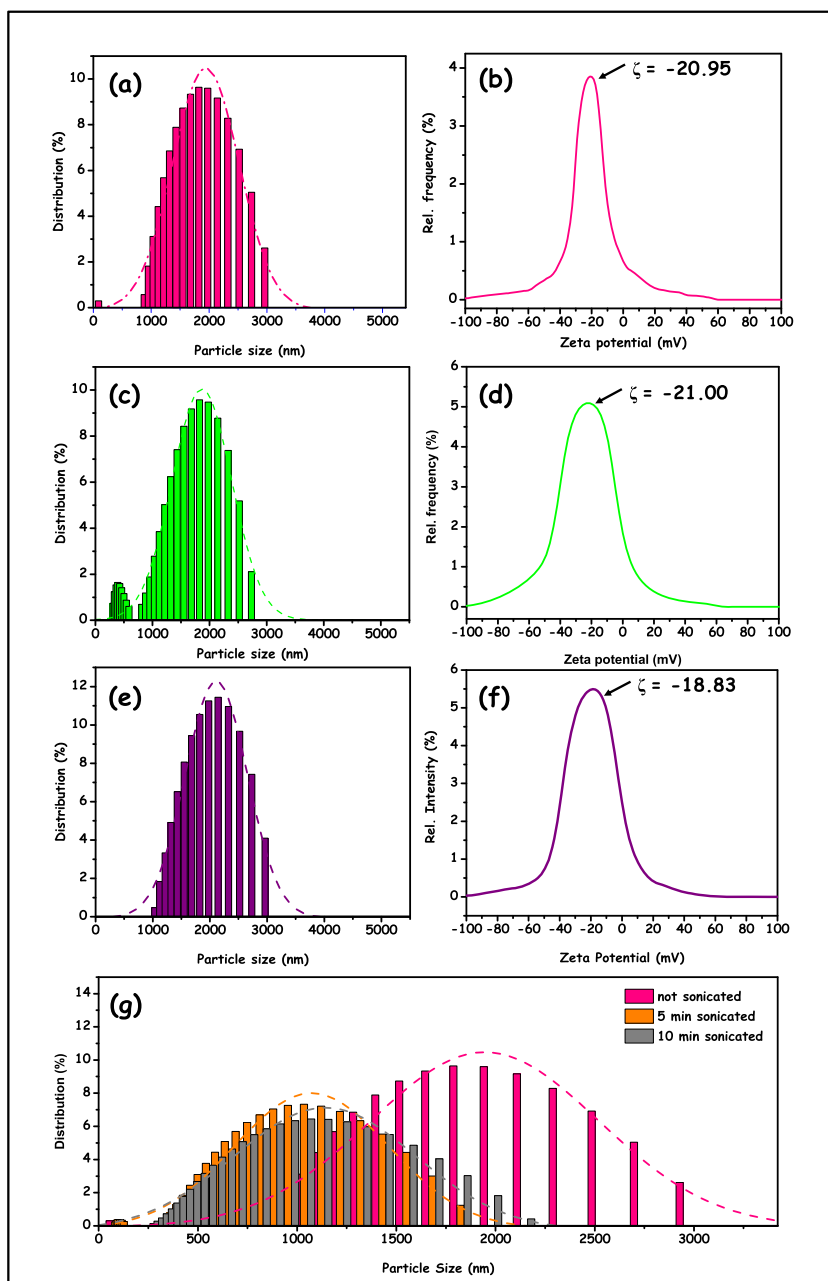 (a)
Distribution (%)
10
8
6
4
2
0
0 1000 2000 3000 4000 5000
Particle size (nm)
(b)
ζ = -20.95
Rel. frequency (%)
4
3
2
1
0
-100 -80 -60 -40 -20 0 20 40 60 80 100
Zeta potential (mV)
(c)
Distribution (%)
10
8
6
4
2
0
0 1000 2000 3000 4000 5000
Particle size (nm)
(d)
ζ = -21.00
Rel. frequency (%)
6
5
4
3
2
1
0
-100 -80 -60 -40 -20 0 20 40 60 80 100
Zeta potential (mV)
(e)
Distribution (%)
12
10
8
6
4
2
0
0 1000 2000 3000 4000 5000
Particle size (nm)
(f)
ζ = -18.83
Rel. Intensity (%)
6
5
4
3
2
1
0
-100 -80 -60 -40 -20 0 20 40 60 80 100
Zeta Potential (mV)
(g)
not sonicated
5 min sonicated
10 min sonicated
Distribution (%)
14
12
10
8
6
4
2
0
0 500 1000 1500 2000 2500 3000
Particle Size (nm)